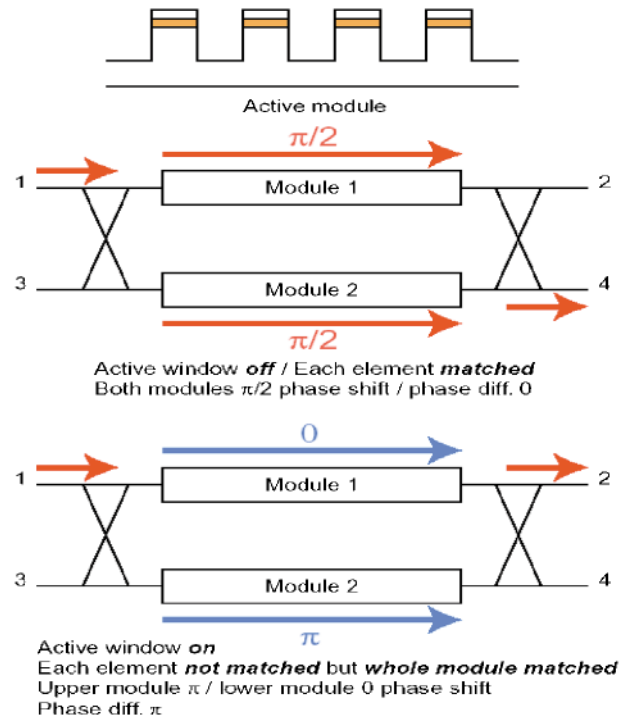 Active module
π/2
1 Module 1 2
3 Module 2 4
π/2
Active window off / Each element matched
Both modules π/2 phase shift / phase diff. 0
0
1 Module 1 2
3 Module 2 4
π
Active window on
Each element not matched but whole module matched
Upper module π / lower module 0 phase shift
Phase diff. π